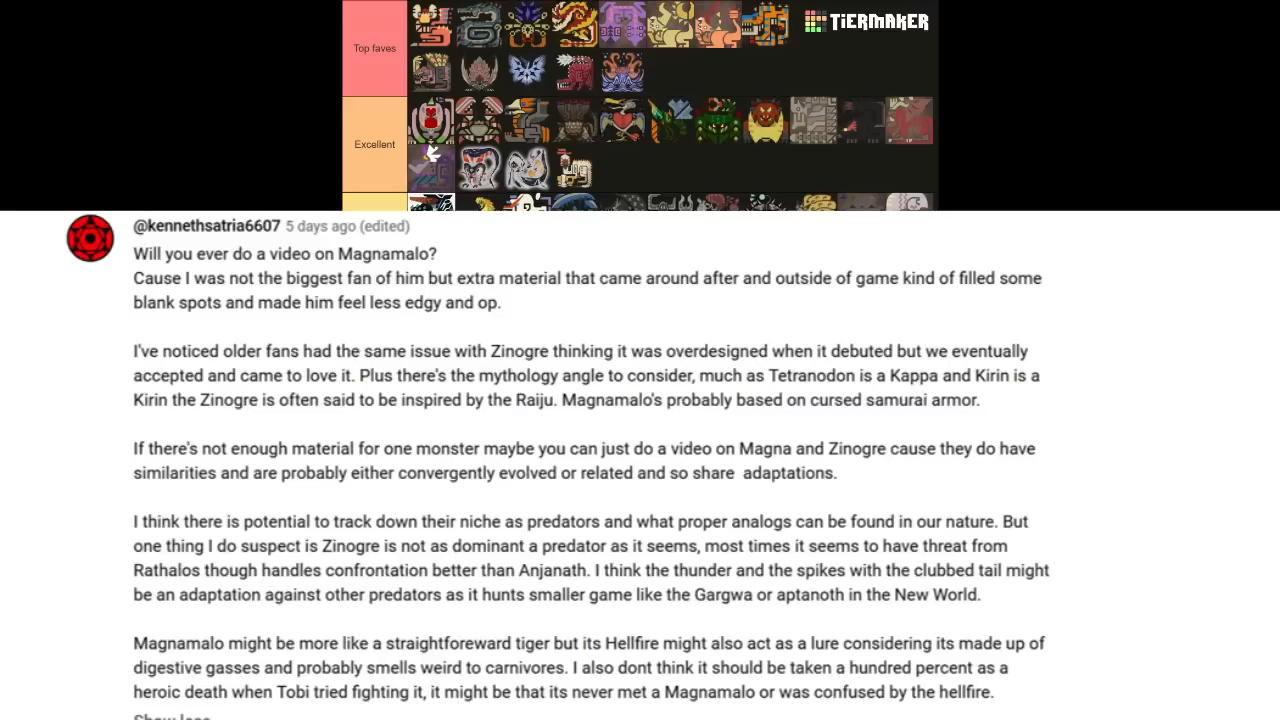 Top faves
TIERMAKER
Excellent
@kennethsatria6607 5 days ago (edited)
Will you ever do a video on Magnamalo?
Cause I was not the biggest fan of him but extra material that came around after and outside of game kind of filled some
blank spots and made him feel less edgy and op.
I've noticed older fans had the same issue with Zinogre thinking it was overdesigned when it debuted but we eventually
accepted and came to love it. Plus there's the mythology angle to consider, much as Tetranodon is a Kappa and Kirin is a
Kirin the Zinogre is often said to be inspired by the Raiju. Magnamalo's probably based on cursed samurai armor.
If there's not enough material for one monster maybe you can just do a video on Magna and Zinogre cause they do have
similarities and are probably either convergently evolved or related and so share adaptations.
I think there is potential to track down their niche as predators and what proper analogs can be found in our nature. But
one thing I do suspect is Zinogre is not as dominant a predator as it seems, most times it seems to have threat from
Rathalos though handles confrontation better than Anjanath. I think the thunder and the spikes with the clubbed tail might
be an adaptation against other predators as it hunts smaller game like the Gargwa or aptanoth in the New World.
Magnamalo might be more like a straightforeward tiger but its Hellfire might also act as a lure considering its made up of
digestive gasses and probably smells weird to carnivores. I also dont think it should be taken a hundred percent as a
heroic death when Tobi tried fighting it, it might be that its never met a Magnamalo or was confused by the hellfire.
Show less